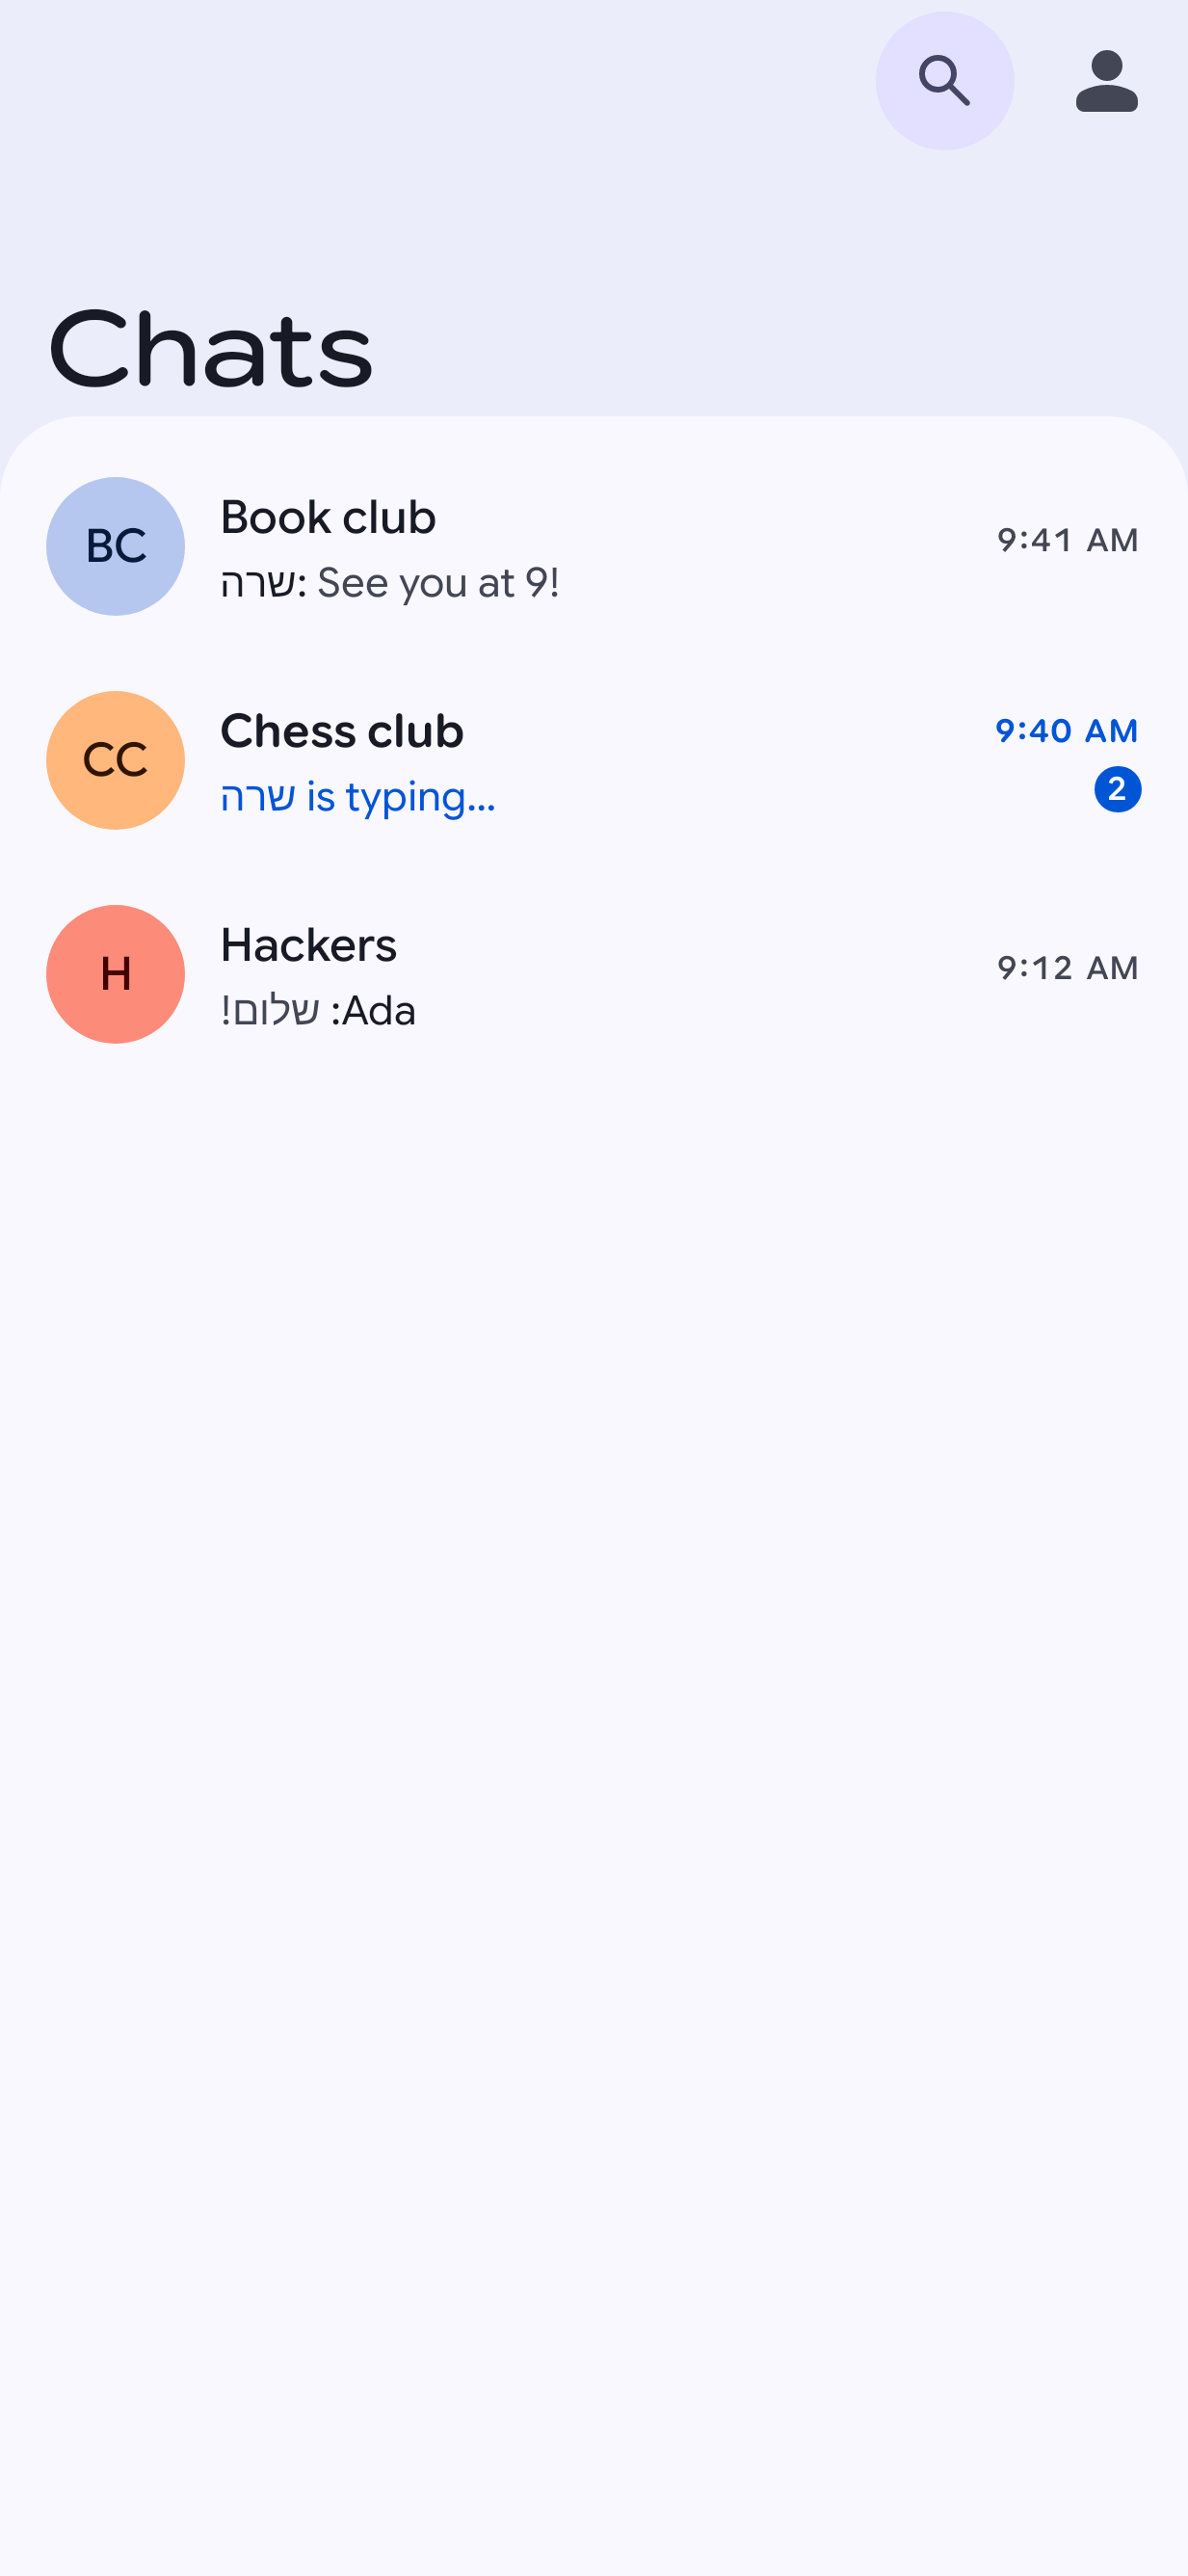 Chats
BC
Book club
9:41 AM
שרה: See you at 9!
CC
Chess club
9:40 AM
שרה is typing...
2
H
Hackers
9:12 AM
Ada: שלום!